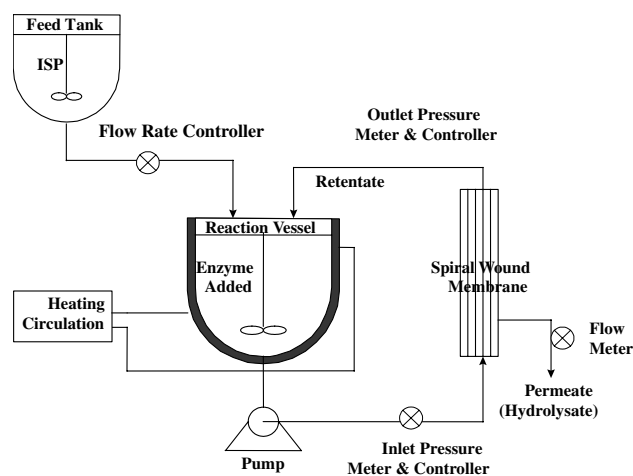 Feed Tank
ISP
Flow Rate Controller
Outlet Pressure
Meter & Controller
Retentate
Reaction Vessel
Enzyme
Added
Spiral Wound
Membrane
Heating
Circulation
Flow
Meter
Permeate
(Hydrolysate)
Pump
Inlet Pressure
Meter & Controller